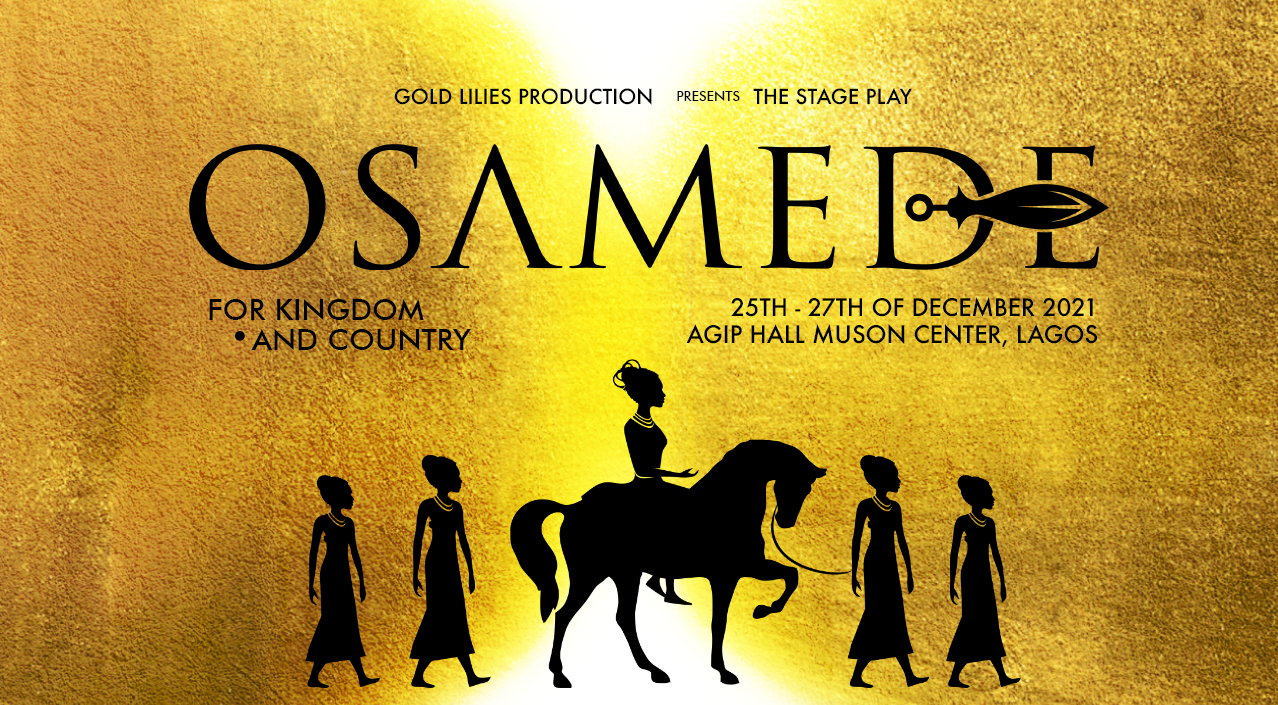 GOLD LILIES PRODUCTION PRESENTS THE STAGE PLAY
OSAMEDE
FOR KINGDOM
• AND COUNTRY
25TH - 27TH OF DECEMBER 2021
AGIP HALL MUSON CENTER, LAGOS